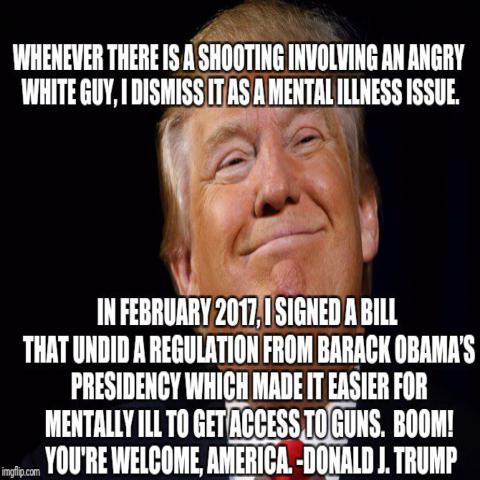 WHENEVER THERE IS A SHOOTING INVOLVING AN ANGRY
WHITE GUY, I DISMISS IT AS A MENTAL ILLNESS ISSUE.
IN FEBRUARY 2017, I SIGNED A BILL
THAT UNDID A REGULATION FROM BARACK OBAMA'S
PRESIDENCY WHICH MADE IT EASIER FOR
MENTALLY ILL TO GET ACCESS TO GUNS. BOOM!
YOU'RE WELCOME, AMERICA. -DONALD J. TRUMP
imgflip.com